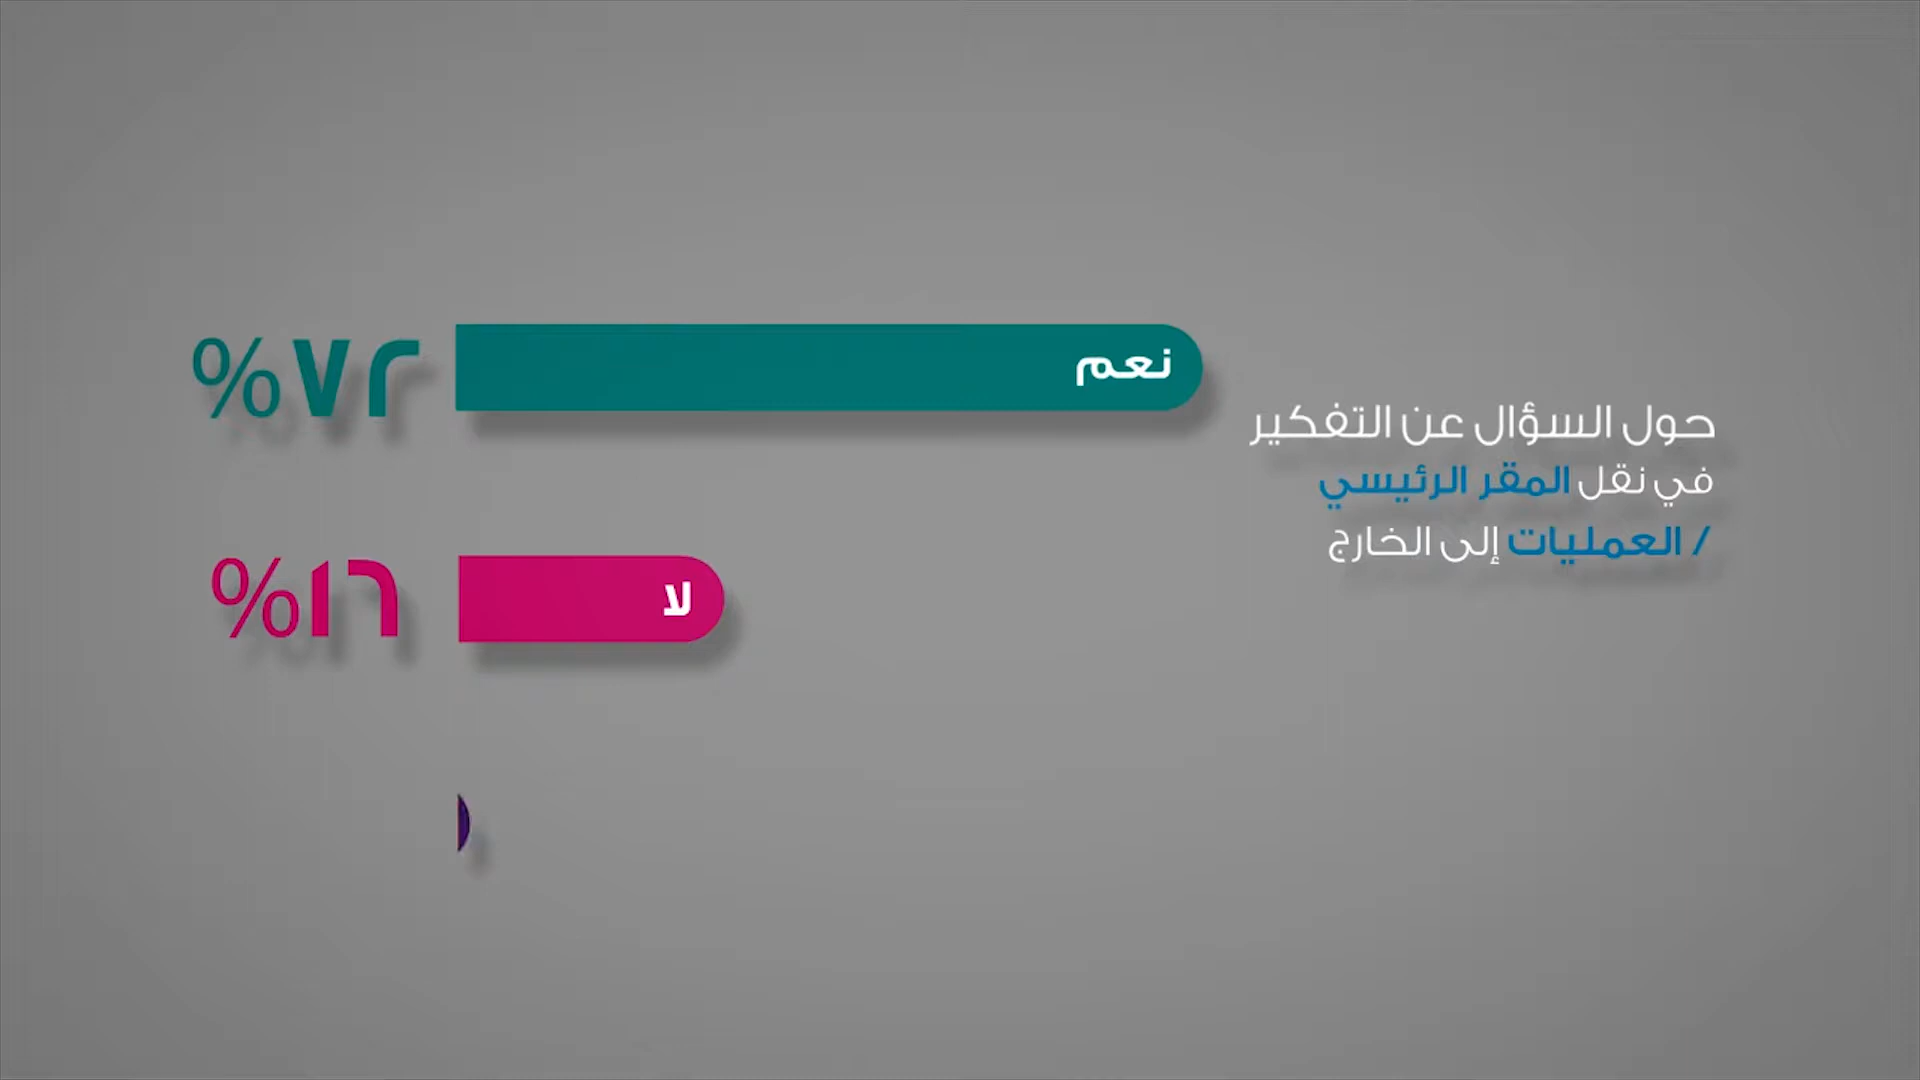 حول السؤال عن التفكير
في نقل المقر الرئيسي
/ العمليات إلى الخارج
نعم
%٧٢
لا
%١٦